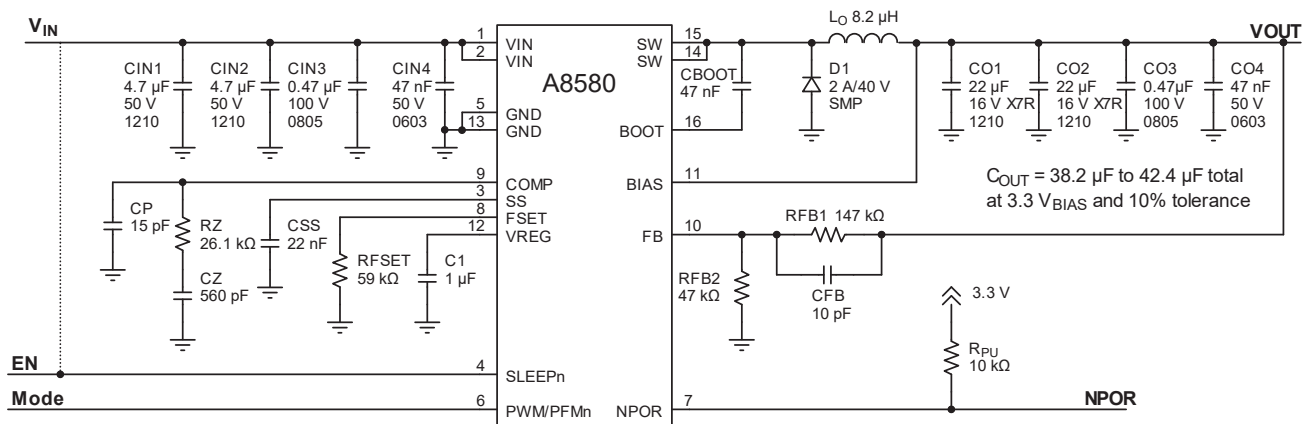 V_IN
CIN1
4.7 µF
50 V
1210
CIN2
4.7 µF
50 V
1210
CIN3
0.47 µF
100 V
0805
CIN4
47 nF
50 V
0603
1
2
VIN
VIN
A8580
SW
SW
15
14
L_O 8.2 µH
VOUT
CBOOT
47 nF
D1
2 A/40 V
SMP
CO1
22 µF
16 V X7R
1210
CO2
22 µF
16 V X7R
1210
CO3
0.47µF
100 V
0805
CO4
47 nF
50 V
0603
5
13
GND
GND
BOOT
16
9
3
8
12
COMP
SS
FSET
VREG
BIAS
11
C_OUT = 38.2 µF to 42.4 µF total
at 3.3 V_BIAS and 10% tolerance
CP
15 pF
RZ
26.1 kΩ
CZ
560 pF
CSS
22 nF
RFSET
59 kΩ
C1
1 µF
FB
10
RFB1 147 kΩ
RFB2
47 kΩ
CFB
10 pF
3.3 V
R_PU
10 kΩ
EN
4
SLEEPn
Mode
6
PWM/PFMn
NPOR
7
NPOR